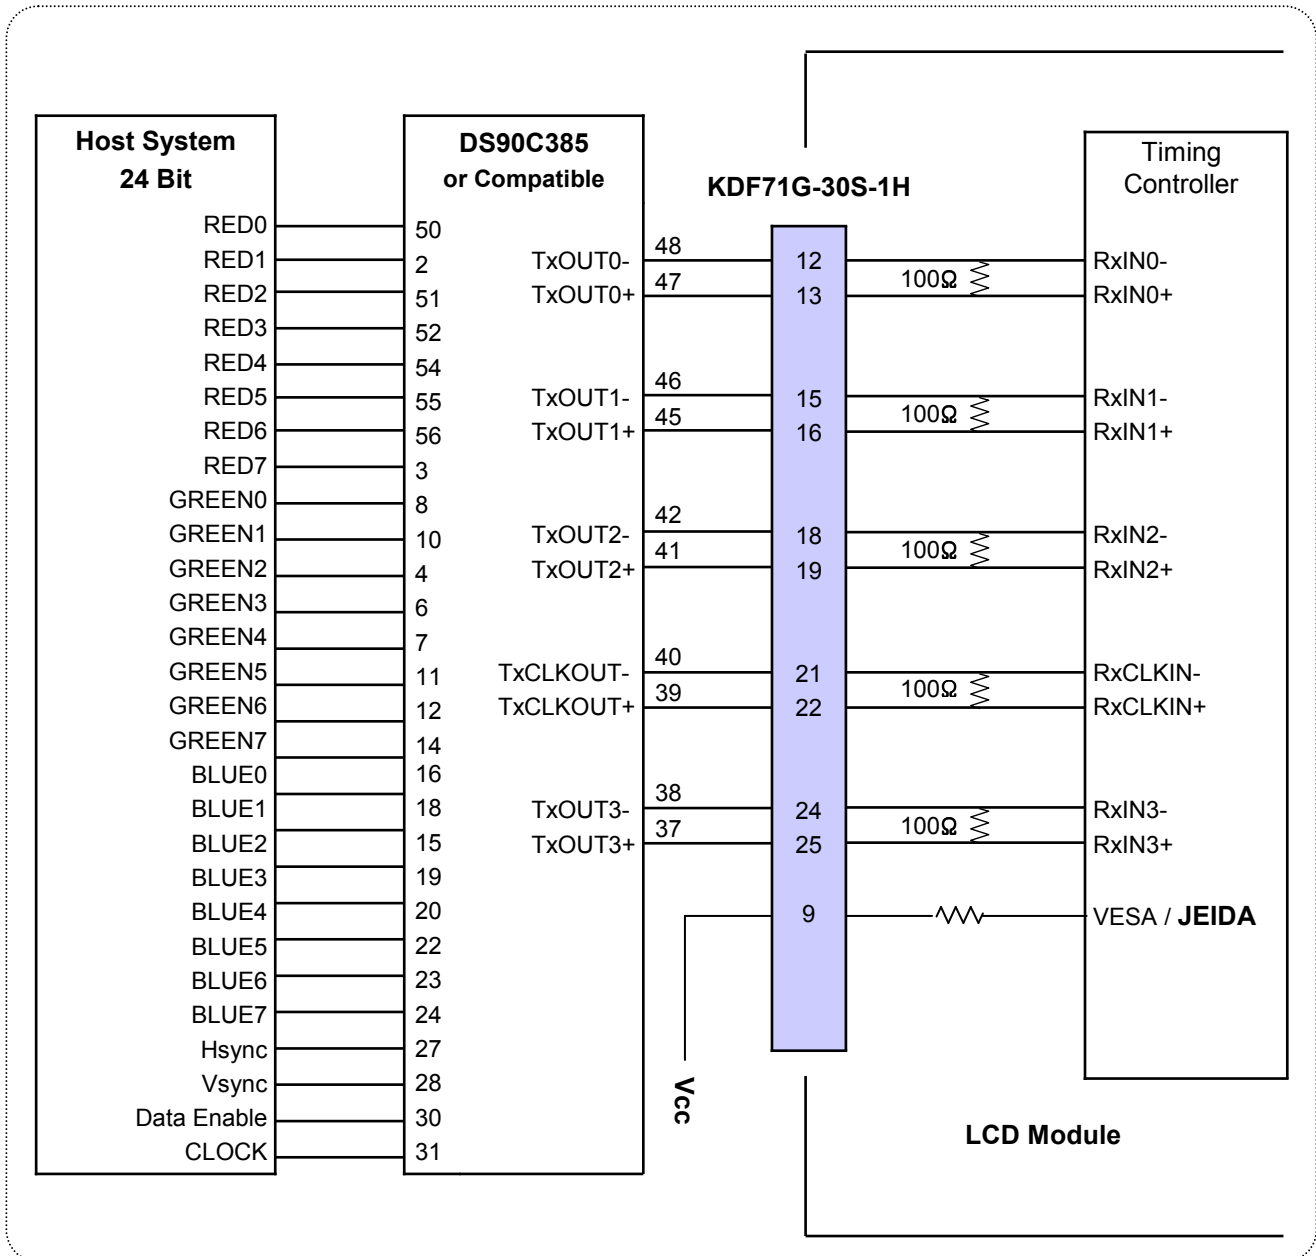 Host System
24 Bit
RED0
RED1
RED2
RED3
RED4
RED5
RED6
RED7
GREEN0
GREEN1
GREEN2
GREEN3
GREEN4
GREEN5
GREEN6
GREEN7
BLUE0
BLUE1
BLUE2
BLUE3
BLUE4
BLUE5
BLUE6
BLUE7
Hsync
Vsync
Data Enable
CLOCK
DS90C385
or Compatible
50
2
51
52
54
55
56
3
8
10
4
6
7
11
12
14
16
18
15
19
20
22
23
24
27
28
30
31
TxOUT0-
TxOUT0+
TxOUT1-
TxOUT1+
TxOUT2-
TxOUT2+
TxCLKOUT-
TxCLKOUT+
TxOUT3-
TxOUT3+
48
47
46
45
42
41
40
39
38
37
Vcc
KDF71G-30S-1H
12
13
15
16
18
19
21
22
24
25
9
100Ω
100Ω
100Ω
100Ω
100Ω
Timing
Controller
RxIN0-
RxIN0+
RxIN1-
RxIN1+
RxIN2-
RxIN2+
RxCLKIN-
RxCLKIN+
RxIN3-
RxIN3+
VESA / JEIDA
LCD Module